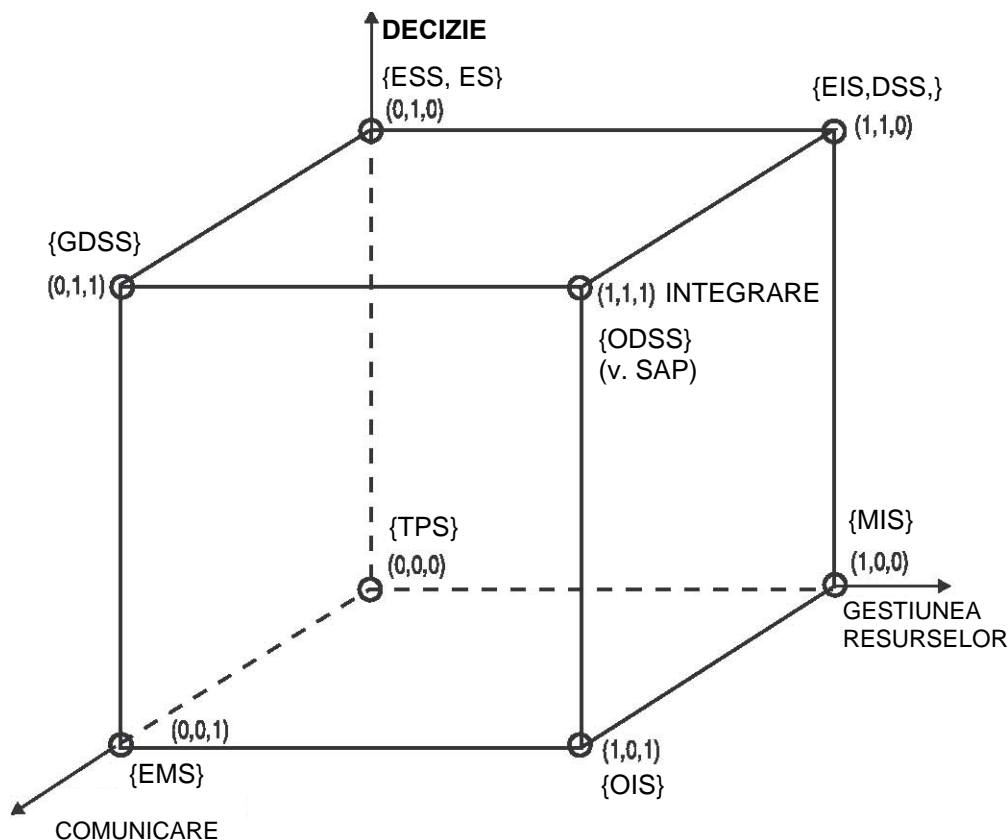 DECIZIE
{ESS, ES}
(0,1,0)
{EIS,DSS,}
(1,1,0)
{GDSS}
(0,1,1)
(1,1,1) INTEGRARE
{ODSS}
(v. SAP)
{TPS}
(0,0,0)
{MIS}
(1,0,0)
GESTIUNEA
RESURSELOR
(0,0,1)
{EMS}
(1,0,1)
{OIS}
COMUNICARE